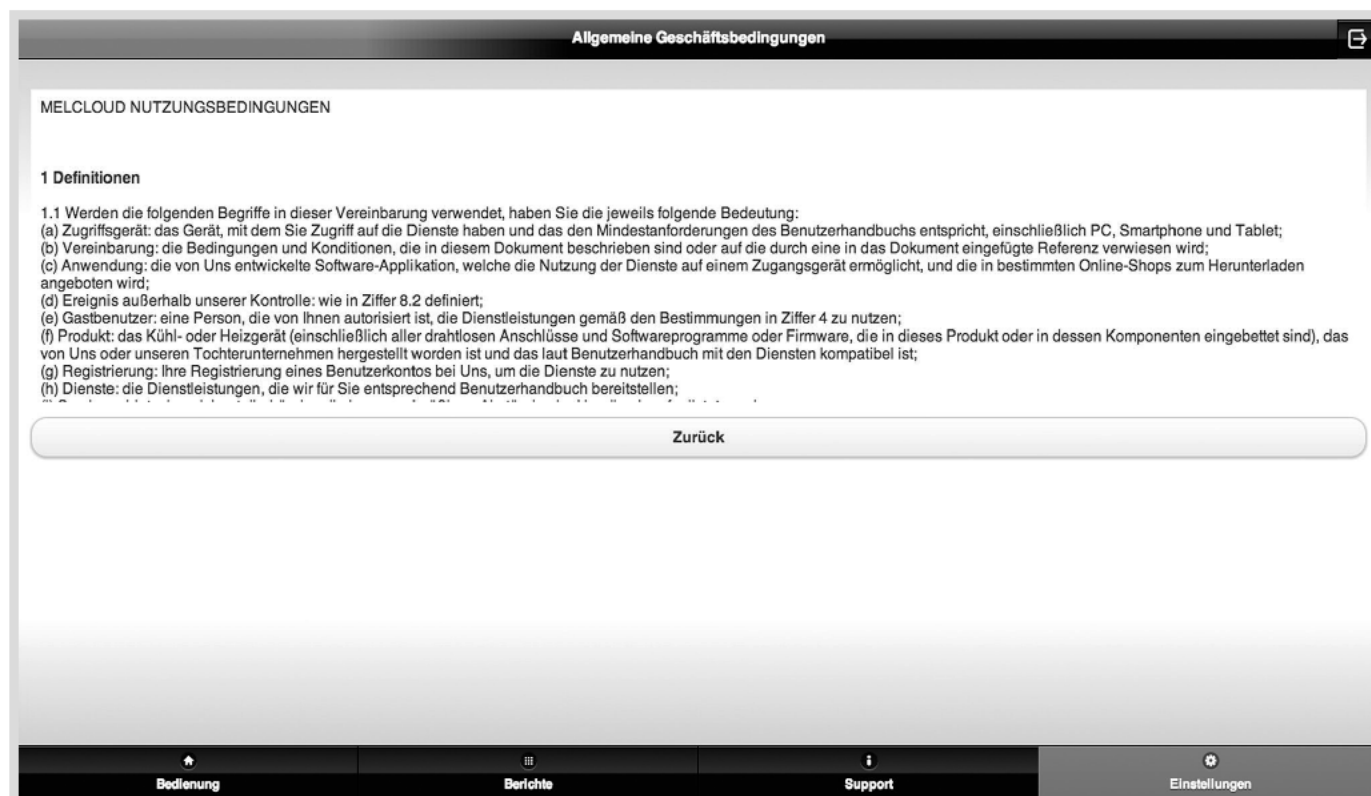 Allgemeine Geschäftsbedingungen
MELCLOUD NUTZUNGSBEDINGUNGEN
1 Definitionen
1.1 Werden die folgenden Begriffe in dieser Vereinbarung verwendet, haben Sie die jeweils folgende Bedeutung:
(a) Zugriffsgerät: das Gerät, mit dem Sie Zugriff auf die Dienste haben und das den Mindestanforderungen des Benutzerhandbuchs entspricht, einschließlich PC, Smartphone und Tablet;
(b) Vereinbarung: die Bedingungen und Konditionen, die in diesem Dokument beschrieben sind oder auf die durch eine in das Dokument eingefügte Referenz verwiesen wird;
(c) Anwendung: die von Uns entwickelte Software-Applikation, welche die Nutzung der Dienste auf einem Zugangsgerät ermöglicht, und die in bestimmten Online-Shops zum Herunterladen
angeboten wird;
(d) Ereignis außerhalb unserer Kontrolle: wie in Ziffer 8.2 definiert;
(e) Gastbenutzer: eine Person, die von Ihnen autorisiert ist, die Dienstleistungen gemäß den Bestimmungen in Ziffer 4 zu nutzen;
(f) Produkt: das Kühl- oder Heizgerät (einschließlich aller drahtlosen Anschlüsse und Softwareprogramme oder Firmware, die in dieses Produkt oder in dessen Komponenten eingebettet sind), das
von Uns oder unseren Tochterunternehmen hergestellt worden ist und das laut Benutzerhandbuch mit den Diensten kompatibel ist;
(g) Registrierung: Ihre Registrierung eines Benutzerkontos bei Uns, um die Dienste zu nutzen;
(h) Dienste: die Dienstleistungen, die wir für Sie entsprechend Benutzerhandbuch bereitstellen;
Zurück
Bedienung
Berichte
Support
Einstellungen